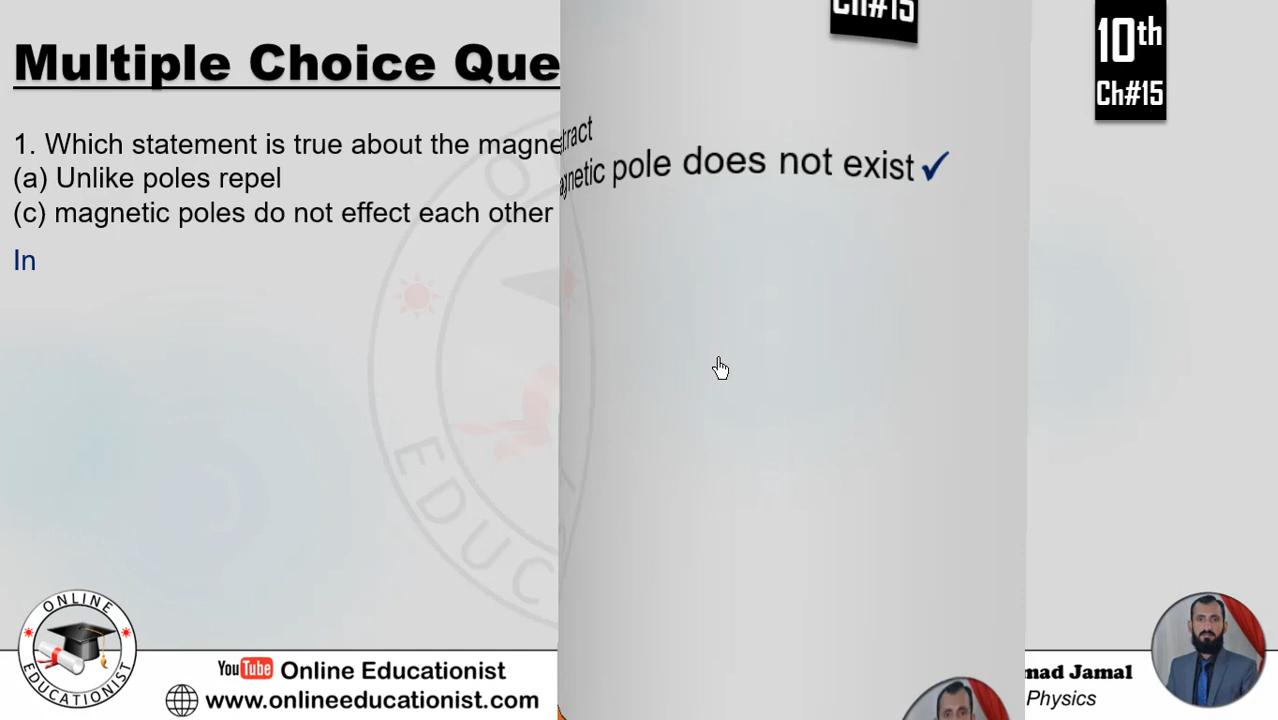 Multiple Choice Que
Ch#15
10th
Ch#15
1. Which statement is true about the magne
tract
(a) Unlike poles repel
gnetic pole does not exist ✓
(c) magnetic poles do not effect each other
In
EDUC
ONLINE
EDUCATIONIST
YouTube Online Educationist
www.onlineeducationist.com
mad Jamal
Physics